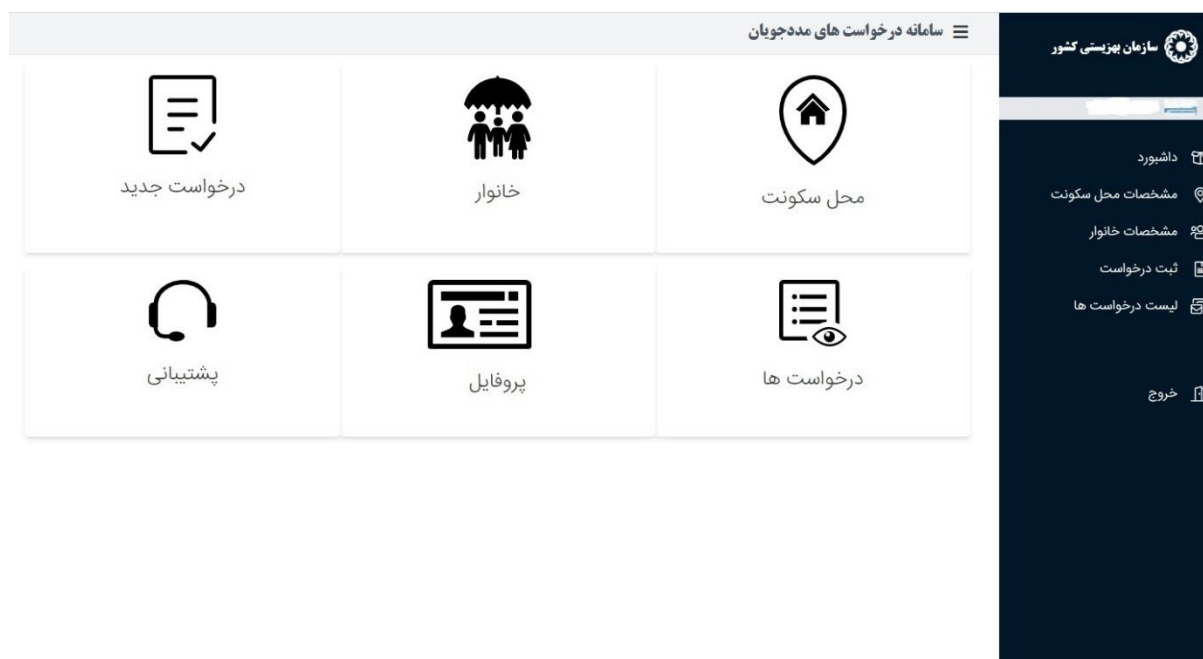 سازمان بهزیستی کشور
داشبورد
مشخصات محل سکونت
مشخصات خانوار
ثبت درخواست
لیست درخواست ها
خروج
سامانه درخواست های مددجویان
محل سکونت
خانوار
درخواست جدید
درخواست ها
پروفایل
پشتیبانی